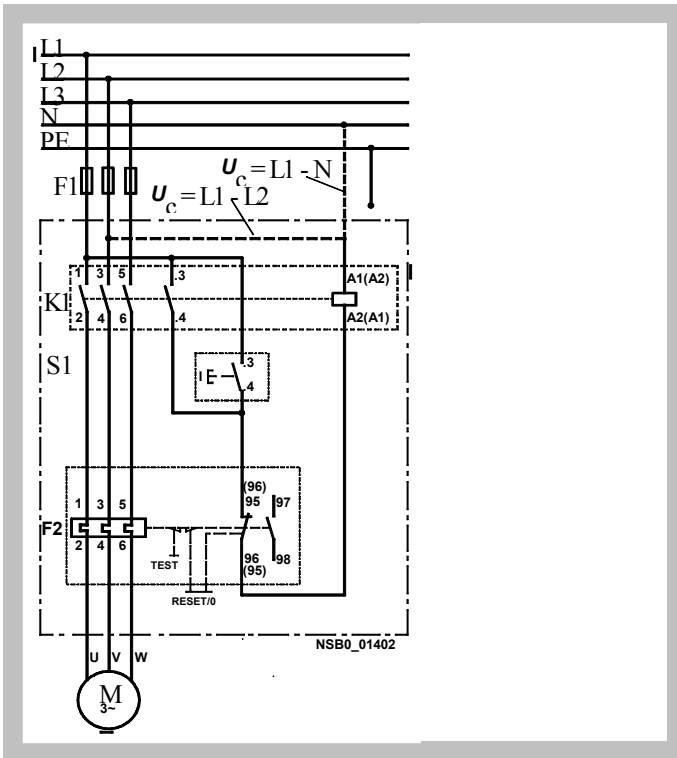 L1
L2
L3
N
PE
F1
Uc = L1 - N
Uc = L1 - L2
1 3 5 .3
A1(A2)
K1
2 4 6 .4
A2(A1)
S1
.3
.4
(96)
1 3 5 95 97
F2
2 4 6 96 98
(95)
TEST
RESET/0
NSB0_01402
U V W
M
3~